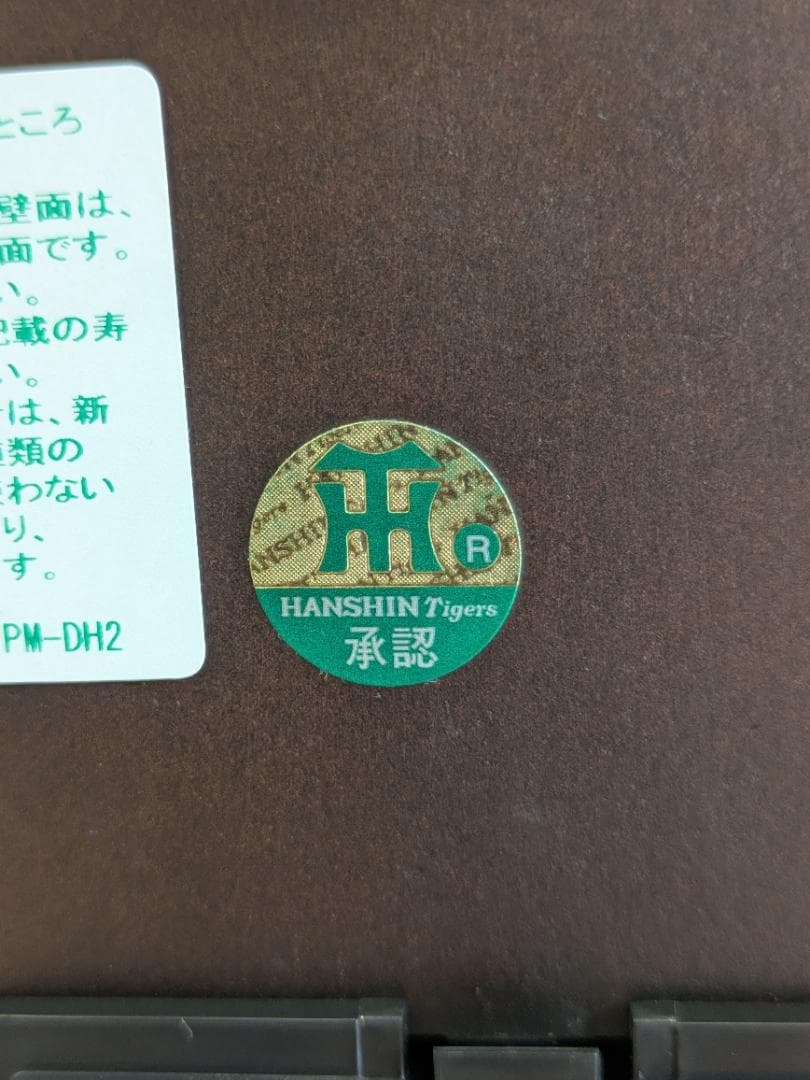 ところ
壁面は、
面です。
い。
記載の寿
い。
は、新
類の
使わない
り、
す。
PM-DH2
HANSHIN Tigers
承認
R